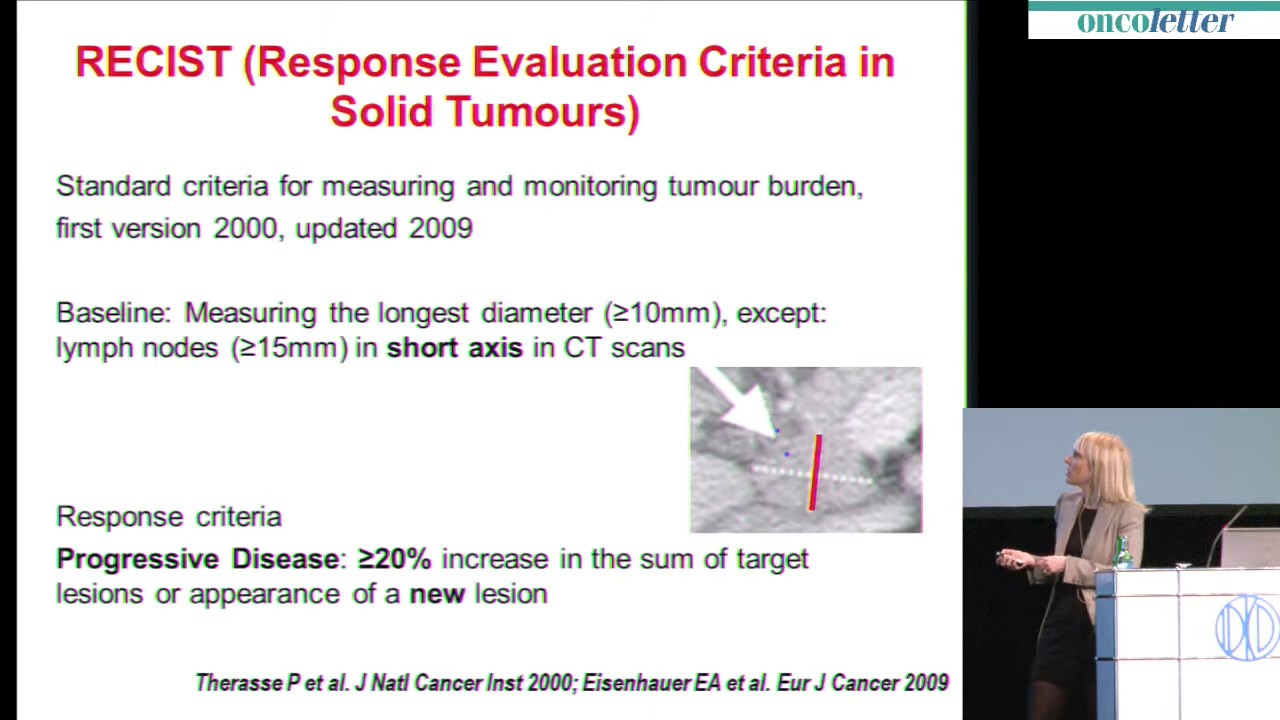 oncoletter
RECIST (Response Evaluation Criteria in
Solid Tumours)
Standard criteria for measuring and monitoring tumour burden,
first version 2000, updated 2009
Baseline: Measuring the longest diameter (≥10mm), except:
lymph nodes (≥15mm) in short axis in CT scans
Response criteria
Progressive Disease: ≥20% increase in the sum of target
lesions or appearance of a new lesion
Therasse P et al. J Natl Cancer Inst 2000; Eisenhauer EA et al. Eur J Cancer 2009
IDKD